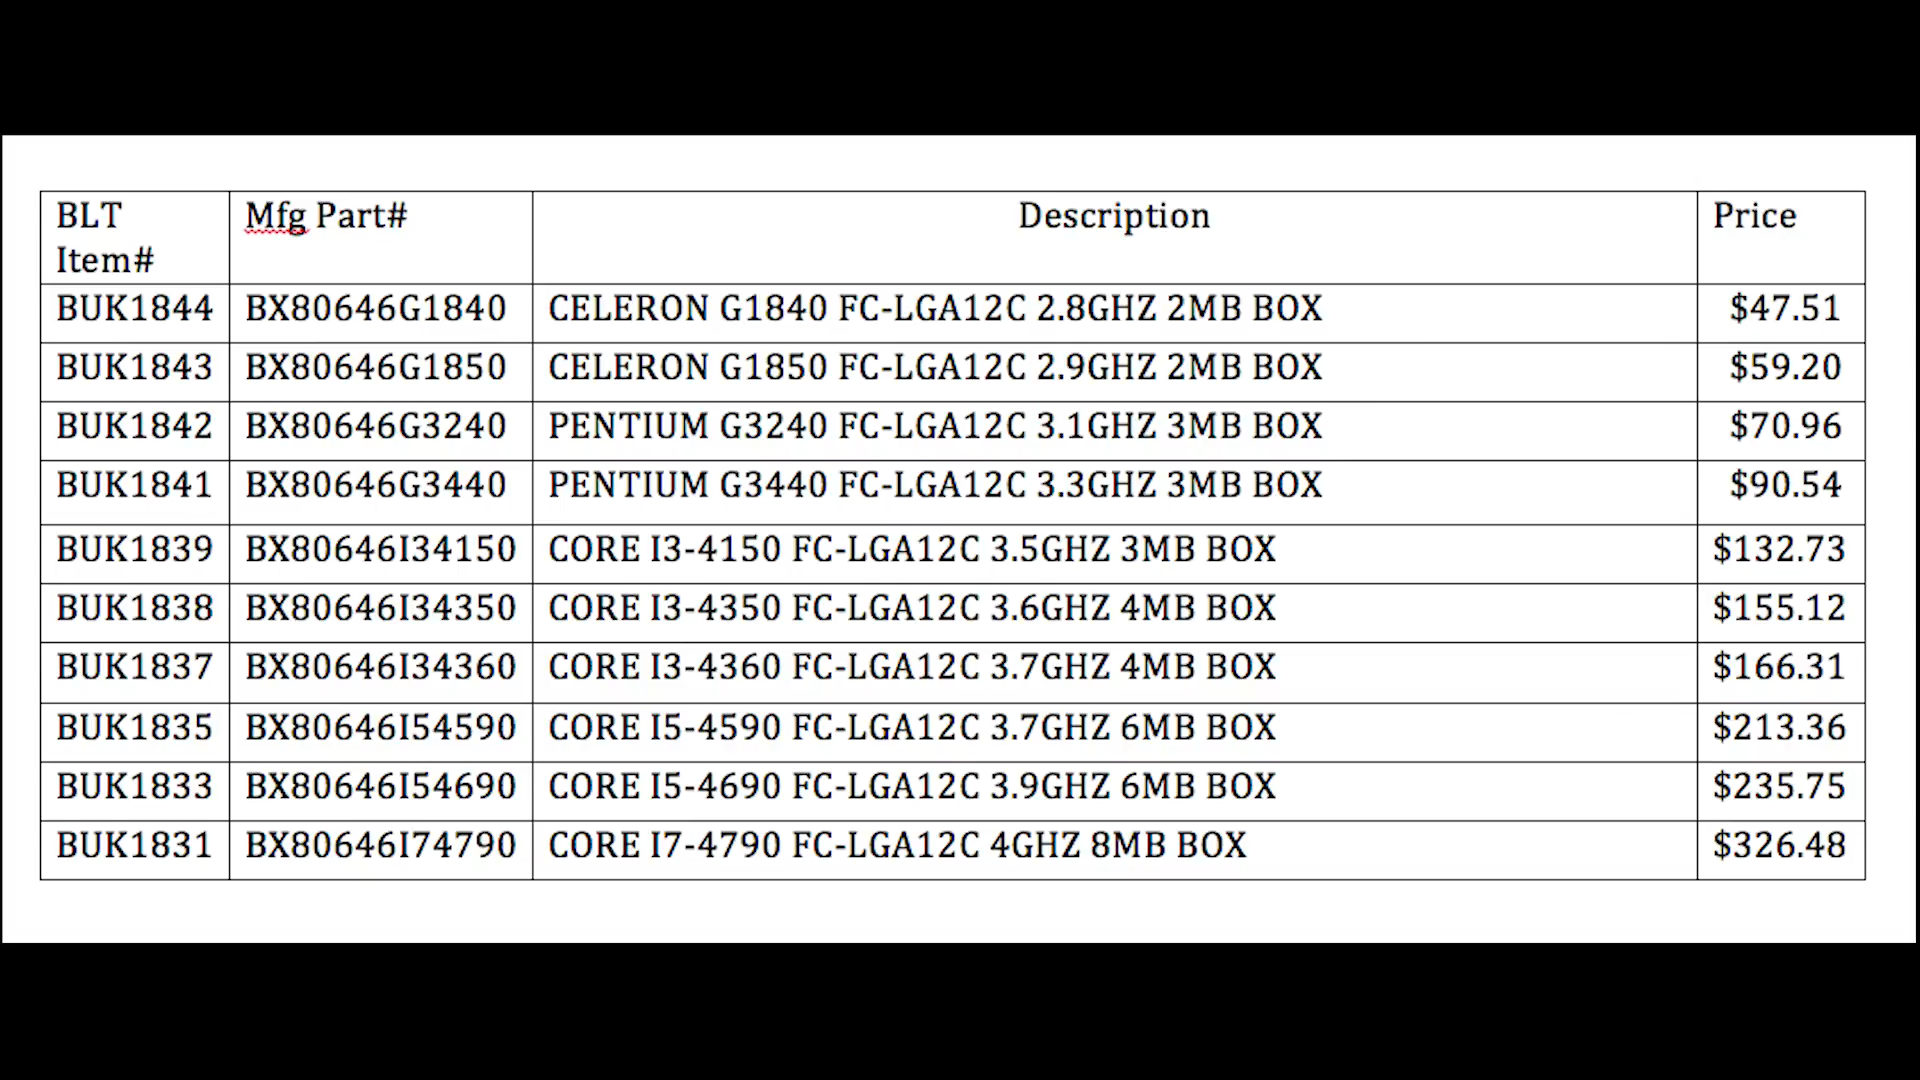 BLT Item# Mfg Part# Description Price
BUK1844 BX80646G1840 CELERON G1840 FC-LGA12C 2.8GHZ 2MB BOX $47.51
BUK1843 BX80646G1850 CELERON G1850 FC-LGA12C 2.9GHZ 2MB BOX $59.20
BUK1842 BX80646G3240 PENTIUM G3240 FC-LGA12C 3.1GHZ 3MB BOX $70.96
BUK1841 BX80646G3440 PENTIUM G3440 FC-LGA12C 3.3GHZ 3MB BOX $90.54
BUK1839 BX80646I34150 CORE I3-4150 FC-LGA12C 3.5GHZ 3MB BOX $132.73
BUK1838 BX80646I34350 CORE I3-4350 FC-LGA12C 3.6GHZ 4MB BOX $155.12
BUK1837 BX80646I34360 CORE I3-4360 FC-LGA12C 3.7GHZ 4MB BOX $166.31
BUK1835 BX80646I54590 CORE I5-4590 FC-LGA12C 3.7GHZ 6MB BOX $213.36
BUK1833 BX80646I54690 CORE I5-4690 FC-LGA12C 3.9GHZ 6MB BOX $235.75
BUK1831 BX80646I74790 CORE I7-4790 FC-LGA12C 4GHZ 8MB BOX $326.48